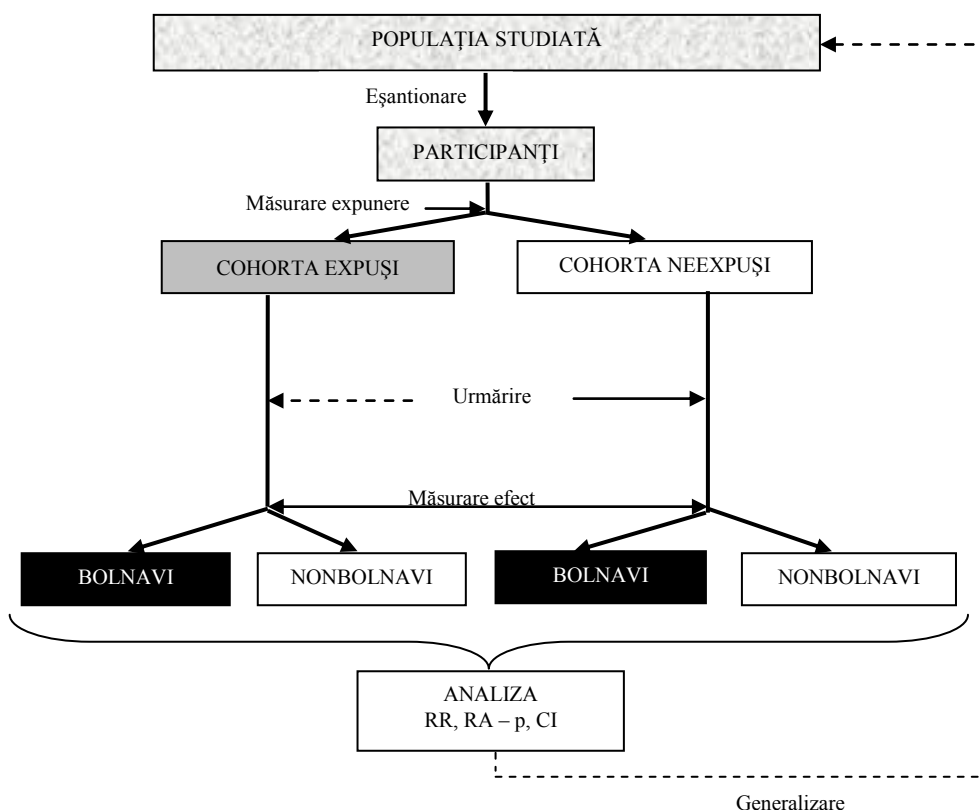 POPULAȚIA STUDIATĂ
Eşantionare
PARTICIPANȚI
Măsurare expunere
COHORTA EXPUŞI
COHORTA NEEXPUŞI
Urmărire
Măsurare efect
BOLNAVI
NONBOLNAVI
BOLNAVI
NONBOLNAVI
ANALIZA
RR, RA – p, CI
Generalizare